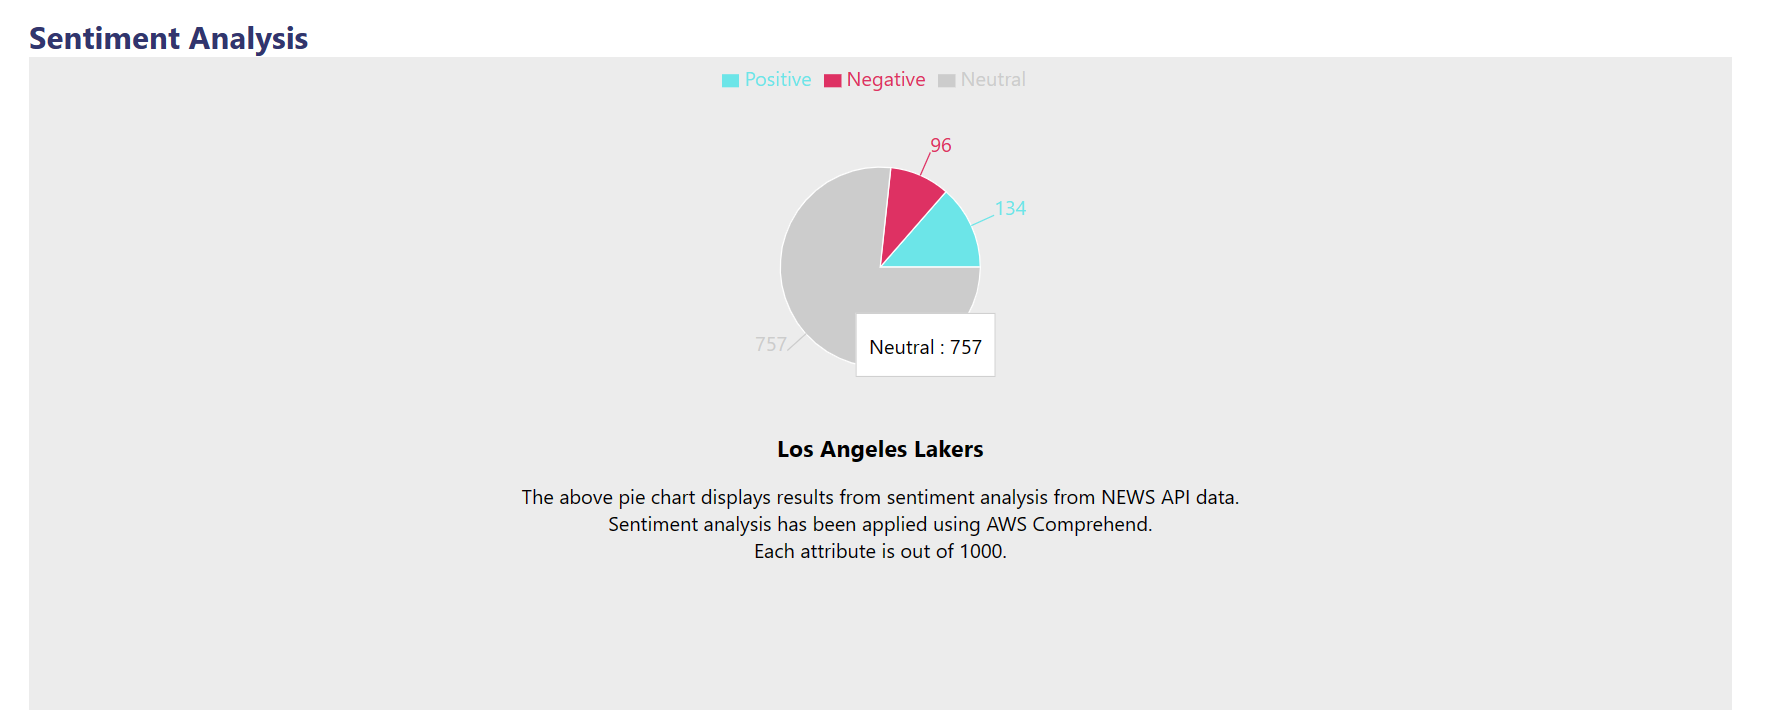 Sentiment Analysis
Positive Negative Neutral
96
134
757
Neutral : 757
Los Angeles Lakers
The above pie chart displays results from sentiment analysis from NEWS API data.
Sentiment analysis has been applied using AWS Comprehend.
Each attribute is out of 1000.